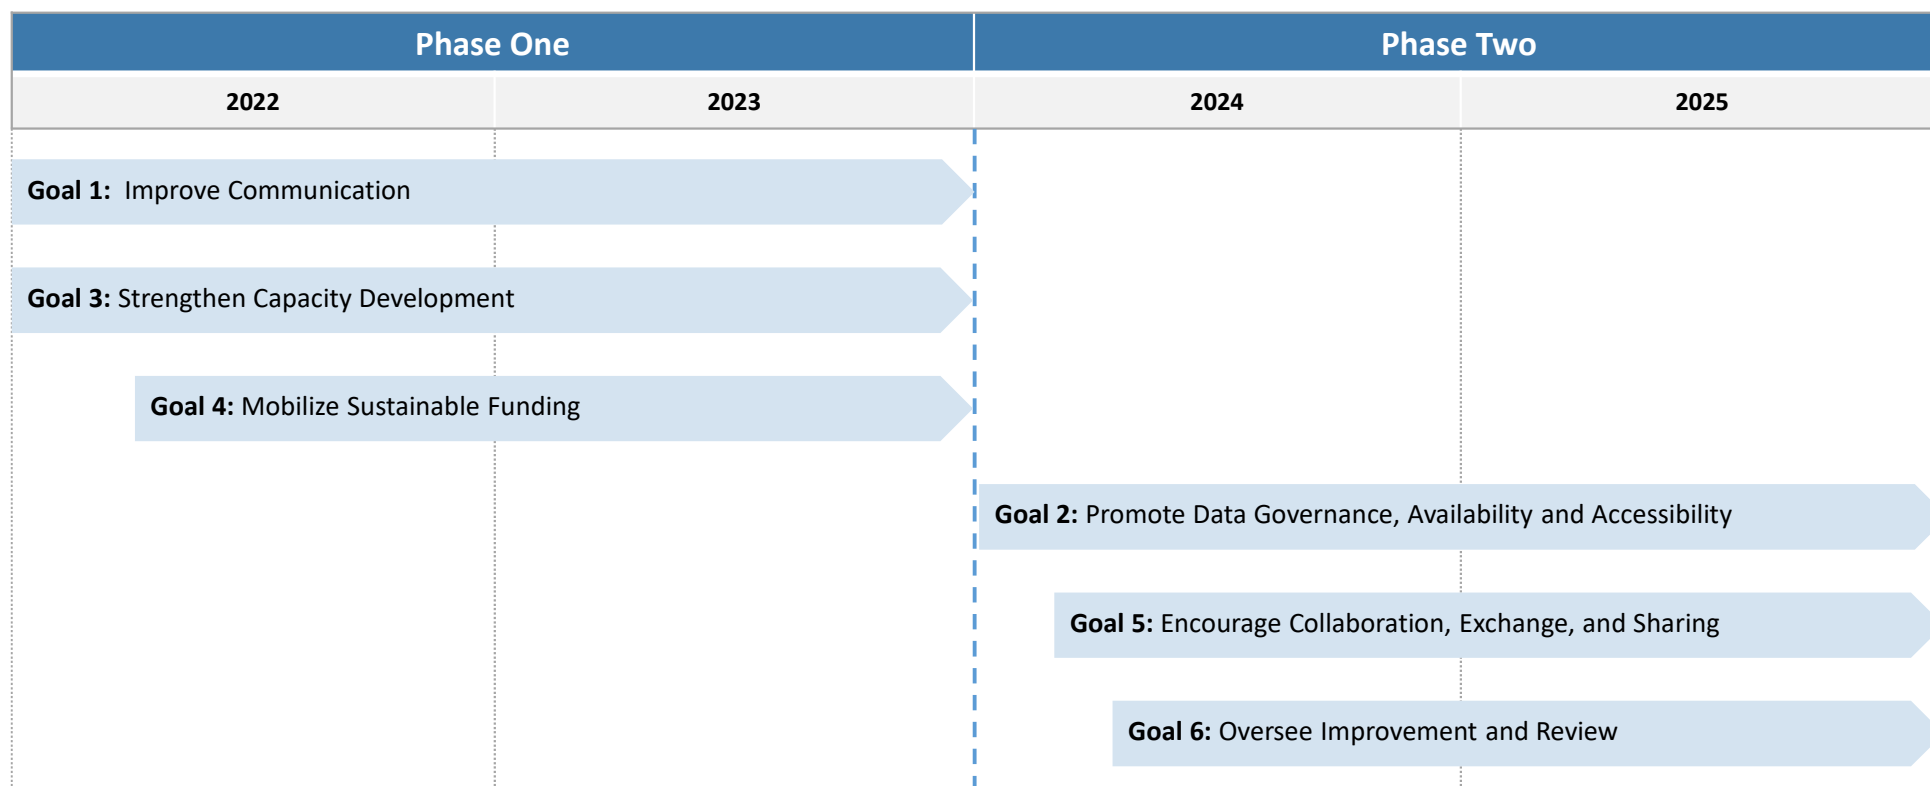 Phase One
Phase Two
2022
2023
2024
2025
Goal 1: Improve Communication
Goal 3: Strengthen Capacity Development
Goal 4: Mobilize Sustainable Funding
Goal 2: Promote Data Governance, Availability and Accessibility
Goal 5: Encourage Collaboration, Exchange, and Sharing
Goal 6: Oversee Improvement and Review